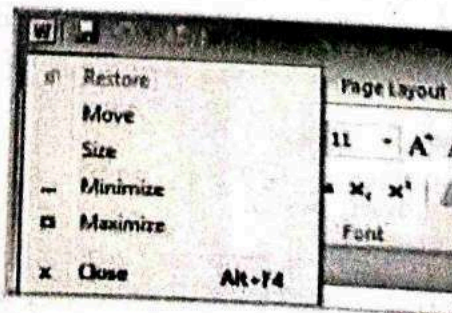 W
Restore
Move
Size
Minimize
Maximize
Close Alt+F4
Page Layout
11 A
x, x
Font